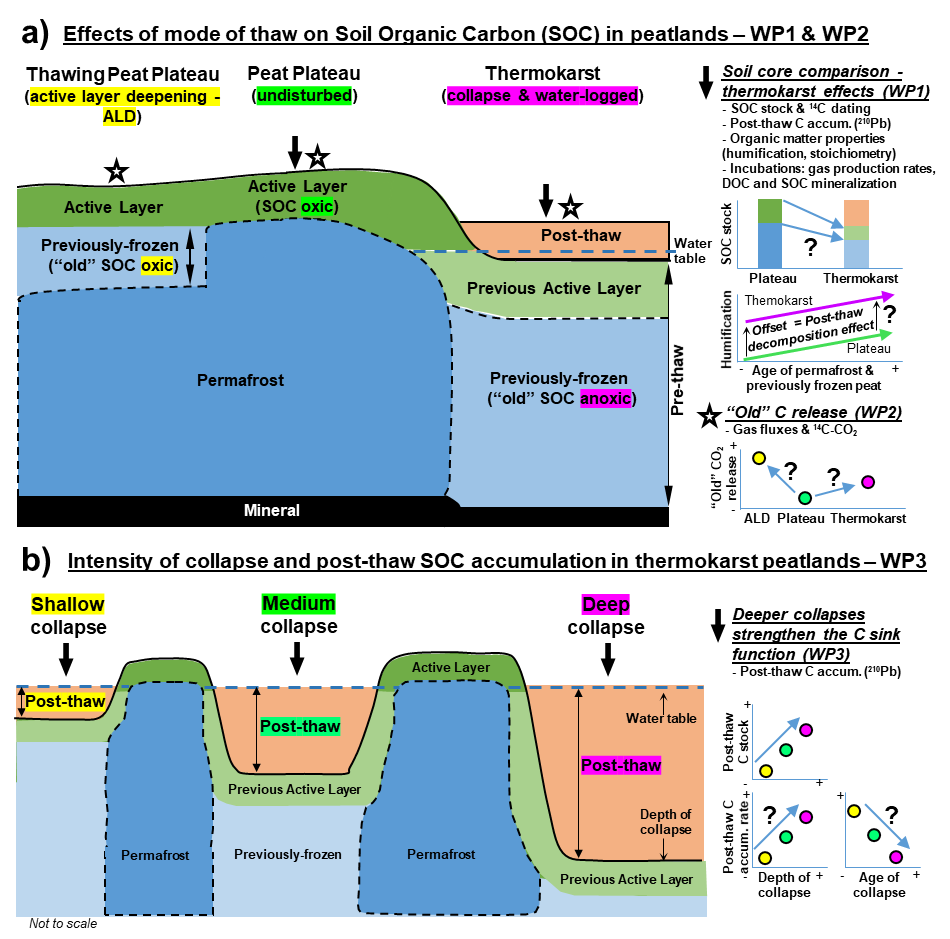 a) Effects of mode of thaw on Soil Organic Carbon (SOC) in peatlands – WP1 & WP2
Thawing Peat Plateau
(active layer deepening -
ALD)
Peat Plateau
(undisturbed)
Thermokarst
(collapse & water-logged)
Active Layer
Active Layer
(SOC oxic)
Previously-frozen
(“old” SOC oxic)
Permafrost
Post-thaw
Water
table
Previous Active Layer
Previously-frozen
(“old” SOC anoxic)
Pre-thaw
Mineral
Soil core comparison -
thermokarst effects (WP1)
- SOC stock & ¹⁴C dating
- Post-thaw C accum. (²¹⁰Pb)
- Organic matter properties
(humification, stoichiometry)
- Incubations: gas production rates,
DOC and SOC mineralization
SOC stock
?
Plateau
Thermokarst
Humification
Themokarst
Offset = Post-thaw
decomposition effect
?
Plateau
- Age of permafrost & +
previously frozen peat
“Old” C release (WP2)
- Gas fluxes & ¹⁴C-CO₂
“Old” CO₂
release
+
-
?
?
ALD Plateau Thermokarst
b) Intensity of collapse and post-thaw SOC accumulation in thermokarst peatlands – WP3
Shallow
collapse
Medium
collapse
Deep
collapse
Post-thaw
Permafrost
Post-thaw
Previous Active Layer
Previously-frozen
Active Layer
Permafrost
Water table
Post-thaw
Depth of
collapse
Previous Active Layer
Not to scale
Deeper collapses
strengthen the C sink
function (WP3)
- Post-thaw C accum. (²¹⁰Pb)
Post-thaw
C stock
+
- +
Post-thaw C
accum. rate
+
?
- Depth of +
collapse
+
?
- Age of +
collapse